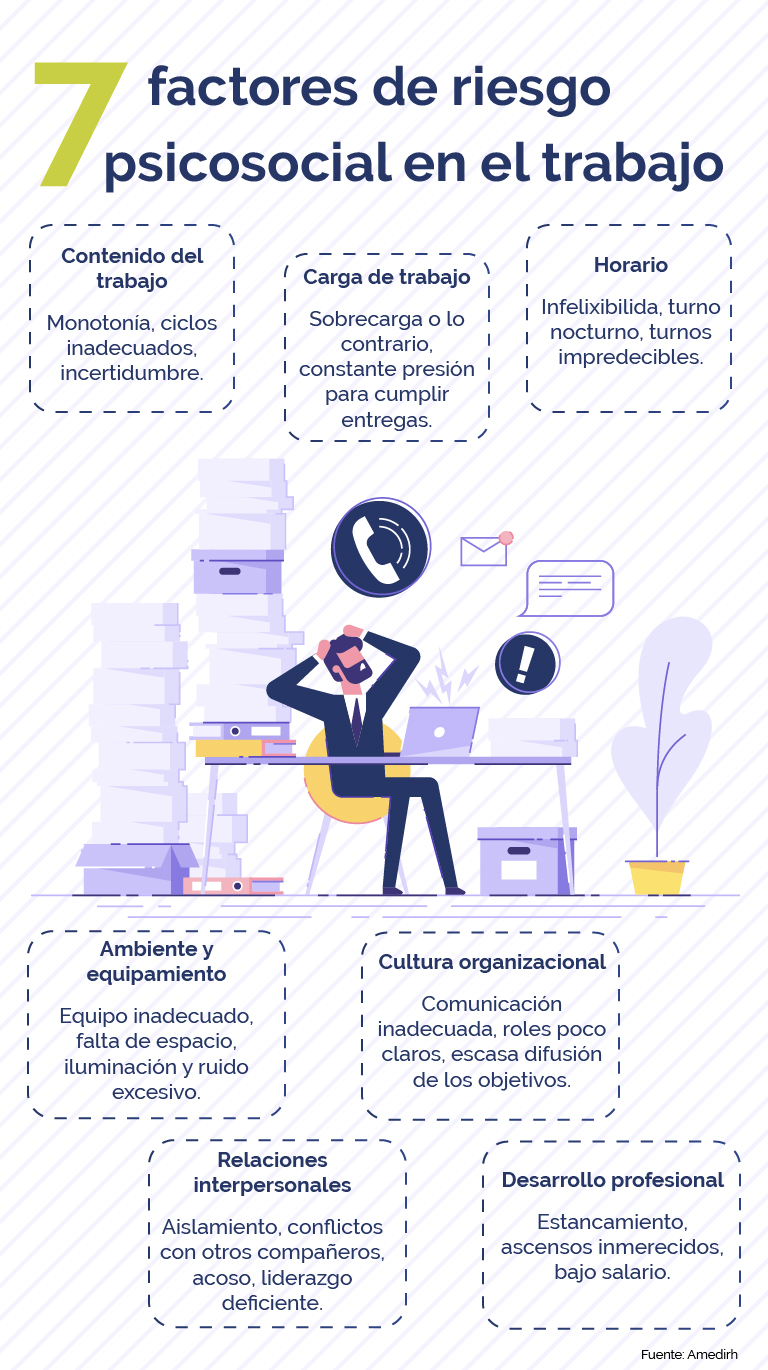 7 factores de riesgo
psicosocial en el trabajo
Contenido del
trabajo
Monotonía, ciclos
inadecuados,
incertidumbre.
Carga de trabajo
Sobrecarga o lo
contrario,
constante presión
para cumplir
entregas.
Horario
Infelixibilida, turno
nocturno, turnos
impredecibles.
Ambiente y
equipamiento
Equipo inadecuado,
falta de espacio,
iluminación y ruido
excesivo.
Cultura organizacional
Comunicación
inadecuada, roles poco
claros, escasa difusión
de los objetivos.
Relaciones
interpersonales
Aislamiento, conflictos
con otros compañeros,
acoso, liderazgo
deficiente.
Desarrollo profesional
Estancamiento,
ascensos inmerecidos,
bajo salario.
Fuente: Amedirh